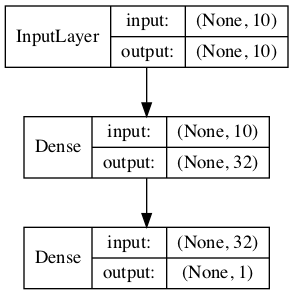 InputLayer
input: (None, 10)
output: (None, 10)
Dense
input: (None, 10)
output: (None, 32)
Dense
input: (None, 32)
output: (None, 1)